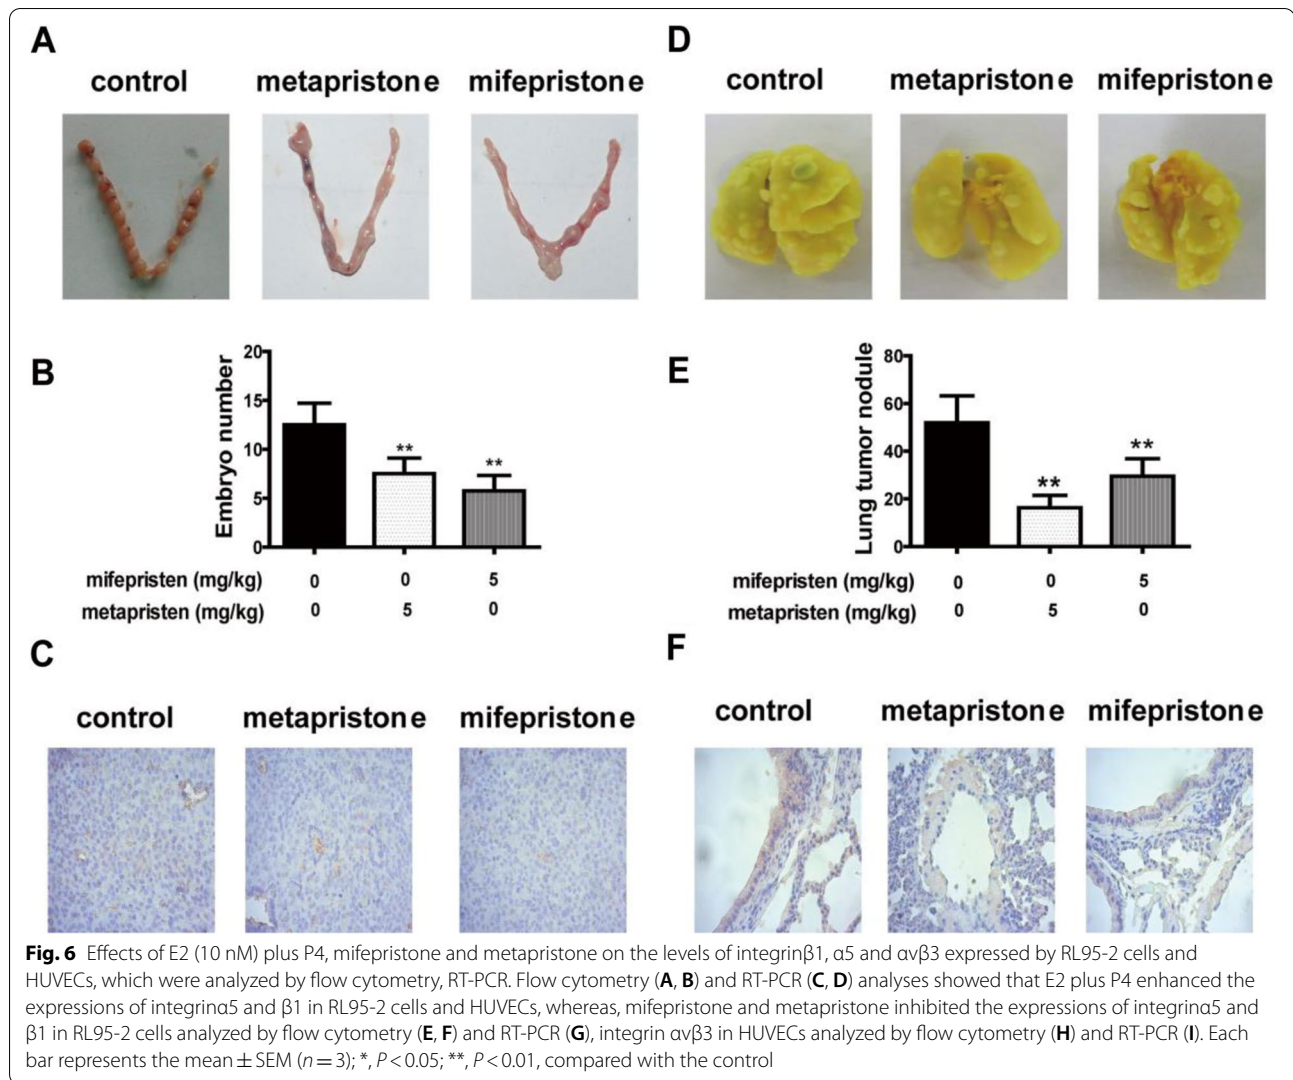 A
control metapristone mifepristone
D
control metapristone mifepristone
B
Embryo number
20
15
10
5
0
** **
mifepristen (mg/kg) 0 0 5
metapristen (mg/kg) 0 5 0
E
Lung tumor nodule
80
60
40
20
0
** **
mifepristen (mg/kg) 0 0 5
metapristen (mg/kg) 0 5 0
C
control metapristone mifepristone
F
control metapristone mifepristone
Fig. 6 Effects of E2 (10 nM) plus P4, mifepristone and metapristone on the levels of integrinβ1, α5 and αvβ3 expressed by RL95-2 cells and
HUVECs, which were analyzed by flow cytometry, RT-PCR. Flow cytometry (A, B) and RT-PCR (C, D) analyses showed that E2 plus P4 enhanced the
expressions of integrinα5 and β1 in RL95-2 cells and HUVECs, whereas, mifepristone and metapristone inhibited the expressions of integrinα5 and
β1 in RL95-2 cells analyzed by flow cytometry (E, F) and RT-PCR (G), integrin αvβ3 in HUVECs analyzed by flow cytometry (H) and RT-PCR (I). Each
bar represents the mean ± SEM (n = 3); *, P < 0.05; **, P < 0.01, compared with the control